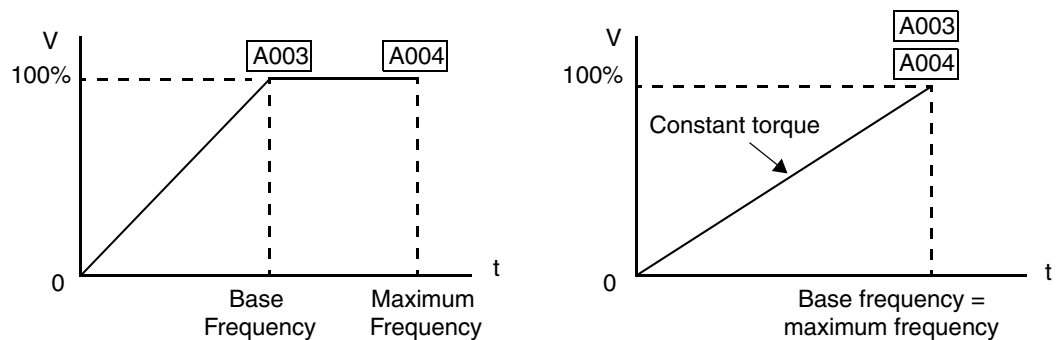 V
A003
A004
100%
0
t
Base
Frequency
Maximum
Frequency
A003
A004
V
100%
Constant torque
0
t
Base frequency =
maximum frequency